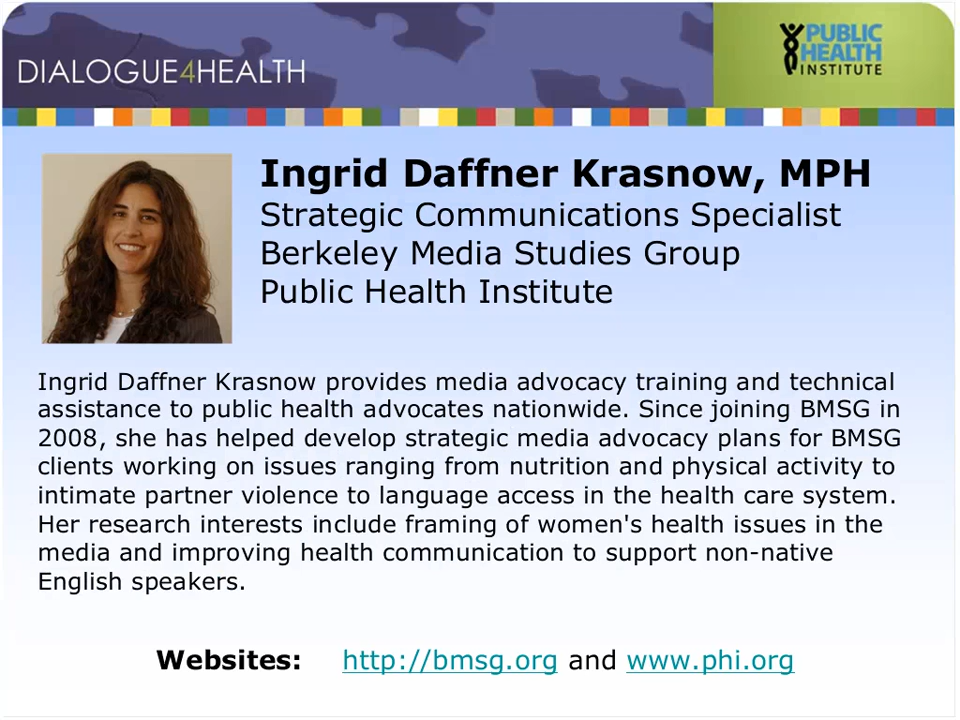 DIALOGUE4HEALTH
PUBLIC
HEALTH
INSTITUTE
Ingrid Daffner Krasnow, MPH
Strategic Communications Specialist
Berkeley Media Studies Group
Public Health Institute
Ingrid Daffner Krasnow provides media advocacy training and technical
assistance to public health advocates nationwide. Since joining BMSG in
2008, she has helped develop strategic media advocacy plans for BMSG
clients working on issues ranging from nutrition and physical activity to
intimate partner violence to language access in the health care system.
Her research interests include framing of women's health issues in the
media and improving health communication to support non-native
English speakers.
Websites: http://bmsg.org and www.phi.org